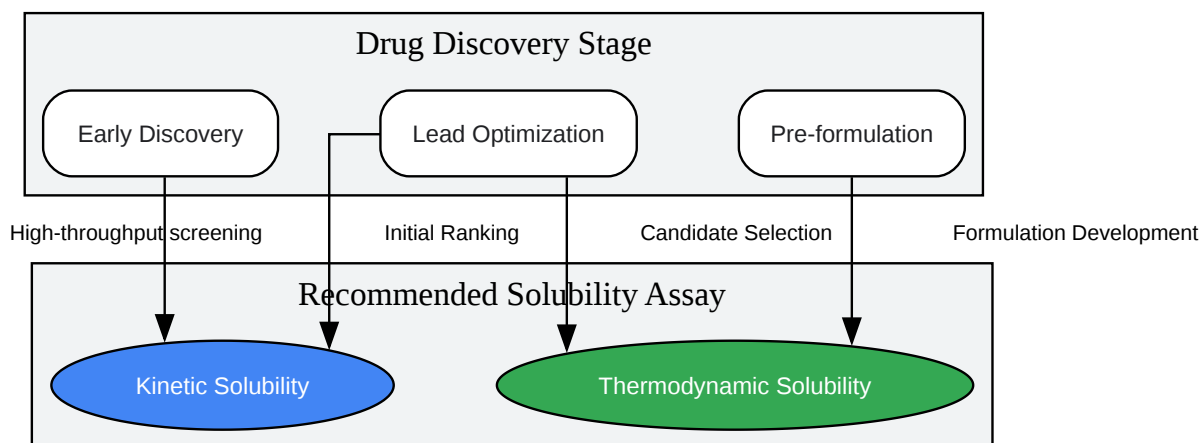 Drug Discovery Stage
Early Discovery
Lead Optimization
Pre-formulation
High-throughput screening
Initial Ranking
Candidate Selection
Formulation Development
Recommended Solubility Assay
Kinetic Solubility
Thermodynamic Solubility